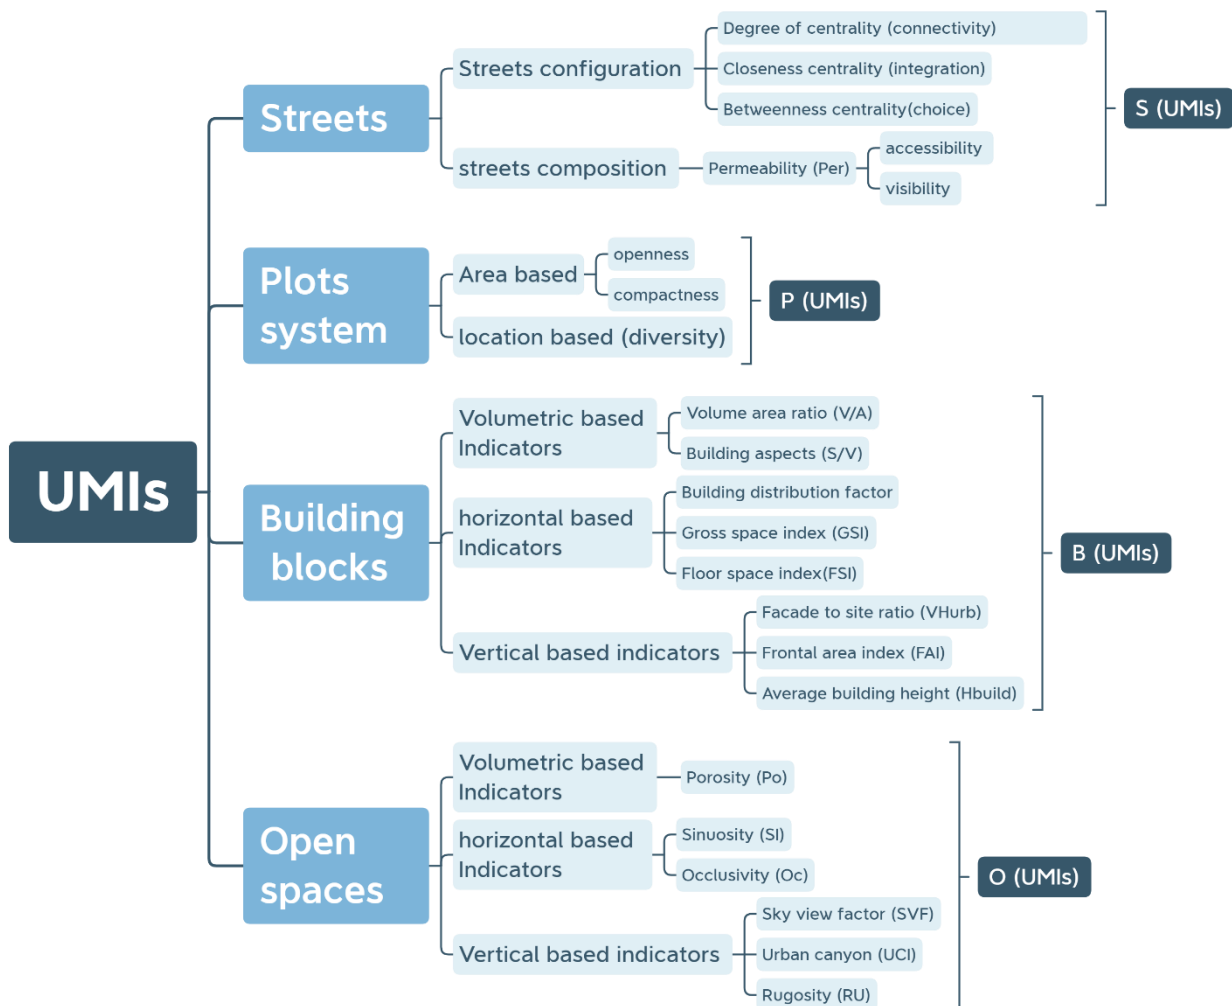 UMIs
Streets
Streets configuration
Degree of centrality (connectivity)
Closeness centrality (integration)
Betweenness centrality(choice)
streets composition
Permeability (Per)
accessibility
visibility
S (UMIs)
Plots
system
Area based
openness
compactness
location based (diversity)
P (UMIs)
Building
blocks
Volumetric based
Indicators
Volume area ratio (V/A)
Building aspects (S/V)
horizontal based
Indicators
Building distribution factor
Gross space index (GSI)
Floor space index(FSI)
Vertical based indicators
Facade to site ratio (VHurb)
Frontal area index (FAI)
Average building height (Hbuild)
B (UMIs)
Open
spaces
Volumetric based
Indicators
Porosity (Po)
horizontal based
Indicators
Sinuosity (SI)
Occlusivity (Oc)
Vertical based indicators
Sky view factor (SVF)
Urban canyon (UCI)
Rugosity (RU)
O (UMIs)